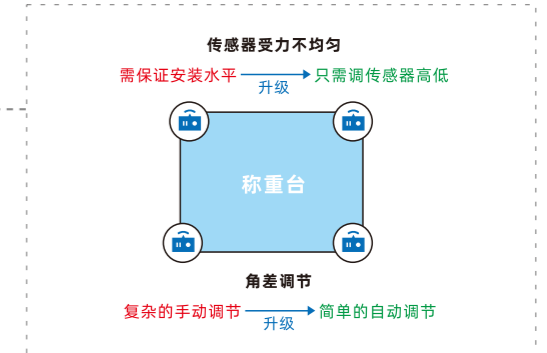 传感器受力不均匀
需保证安装水平 升级 只需调传感器高低
称重台
角差调节
复杂的手动调节 升级 简单的自动调节